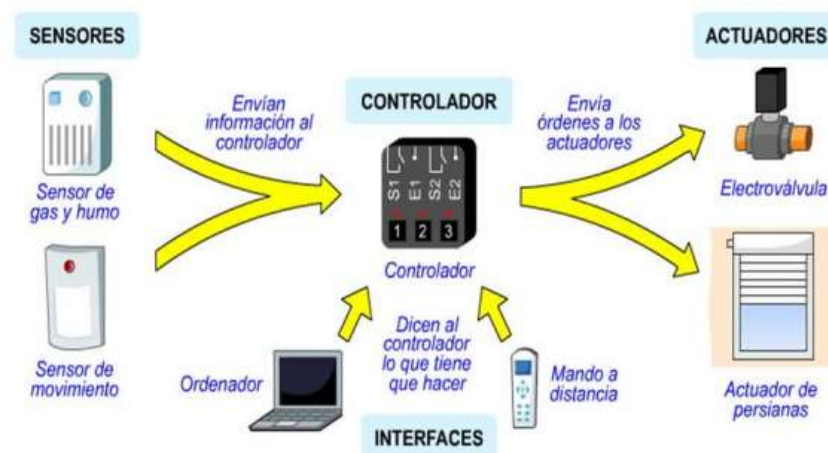 SENSORES
Sensor de
gas y humo
Sensor de
movimiento
Envían
información al
controlador
CONTROLADOR
S1
E1
S2
E2
1 2 3
Controlador
Envía
órdenes a los
actuadores
ACTUADORES
Electroválvula
Actuador de
persianas
Ordenador
Dicen al
controlador
lo que tiene
que hacer
Mando a
distancia
INTERFACES